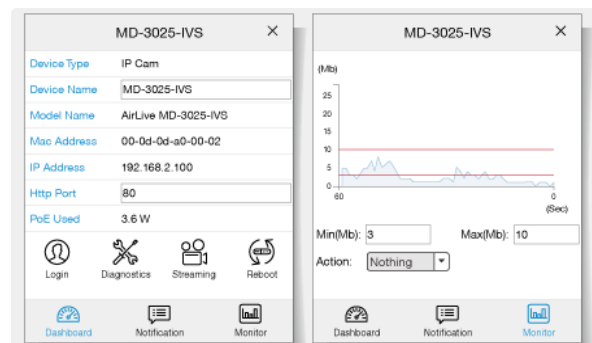 MD-3025-IVS
Device Type IP Cam
Device Name MD-3025-IVS
Model Name AirLive MD-3025-IVS
Mac Address 00-0d-0d-a0-00-02
IP Address 192.168.2.100
Http Port 80
PoE Used 3.6 W
Login Diagnostics Streaming Reboot
Dashboard Notification Monitor
MD-3025-IVS
(Mb)
25
20
15
10
5
0
60 0
(Sec)
Min(Mb): 3 Max(Mb): 10
Action: Nothing
Dashboard Notification Monitor